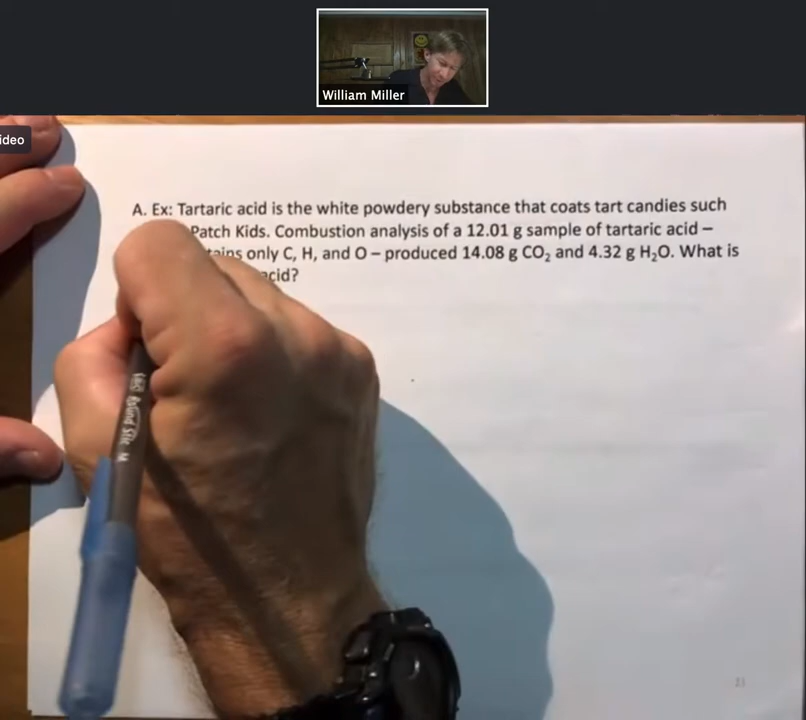 William Miller
ideo
A. Ex: Tartaric acid is the white powdery substance that coats tart candies such
Patch Kids. Combustion analysis of a 12.01 g sample of tartaric acid –
tains only C, H, and O – produced 14.08 g CO₂ and 4.32 g H₂O. What is
acid?
Round Stic M